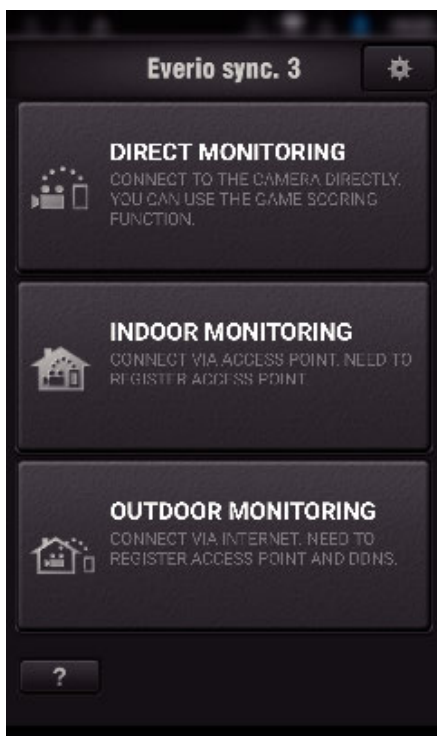 Everio sync. 3
DIRECT MONITORING
CONNECT TO THE CAMERA DIRECTLY.
YOU CAN USE THE GAME SCORING
FUNCTION.
INDOOR MONITORING
CONNECT VIA ACCESS POINT. NEED TO
REGISTER ACCESS POINT.
OUTDOOR MONITORING
CONNECT VIA INTERNET. NEED TO
REGISTER ACCESS POINT AND DDNS.
?